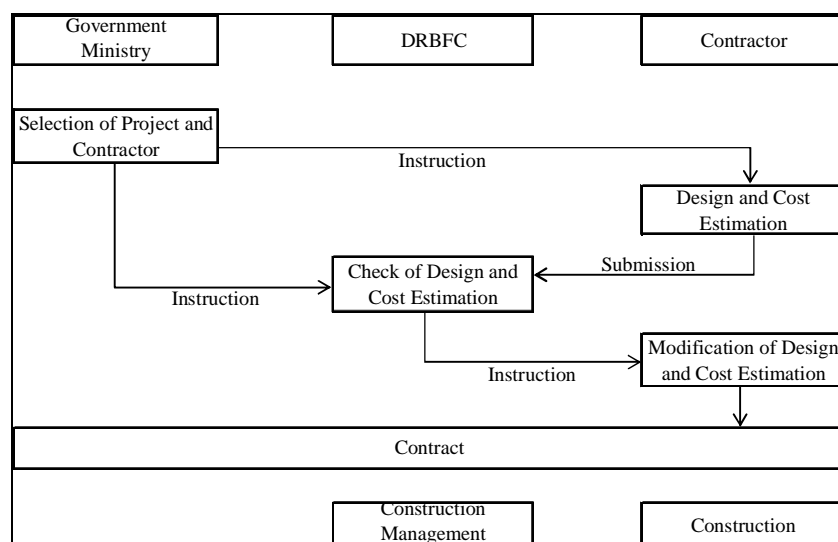 Government
Ministry
DRBFC
Contractor
Selection of Project and
Contractor
Instruction
Design and Cost
Estimation
Submission
Check of Design and
Cost Estimation
Instruction
Modification of Design
and Cost Estimation
Instruction
Contract
Construction
Management
Construction